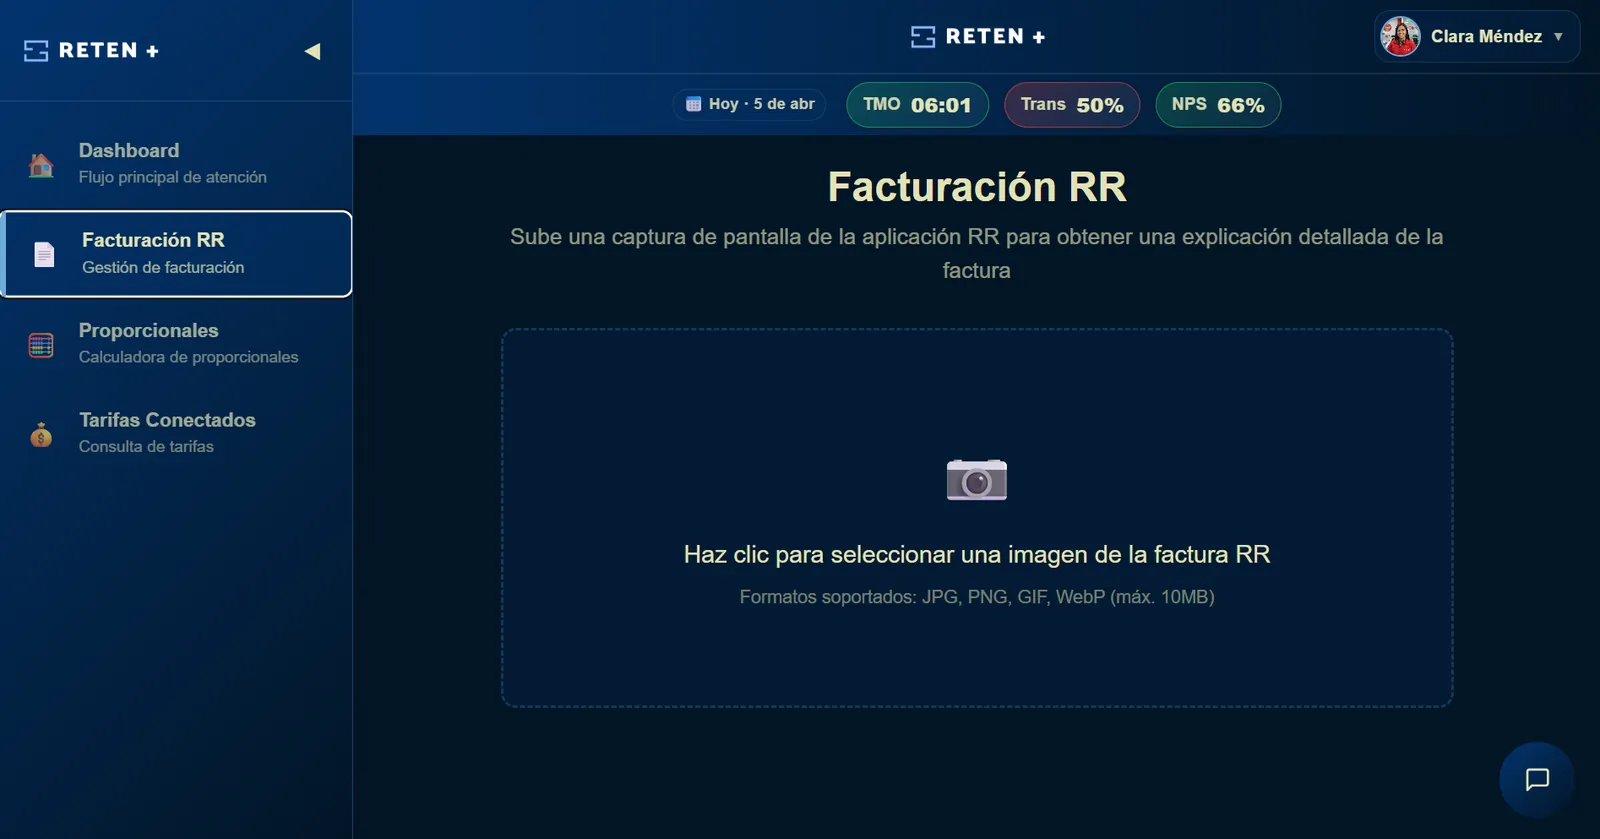 RETEN +
◀
Dashboard
Flujo principal de atención
Facturación RR
Gestión de facturación
Proporcionales
Calculadora de proporcionales
Tarifas Conectados
Consulta de tarifas
RETEN +
Clara Méndez ▼
Hoy · 5 de abr
TMO 06:01
Trans 50%
NPS 66%
Facturación RR
Sube una captura de pantalla de la aplicación RR para obtener una explicación detallada de la
factura
Haz clic para seleccionar una imagen de la factura RR
Formatos soportados: JPG, PNG, GIF, WebP (máx. 10MB)